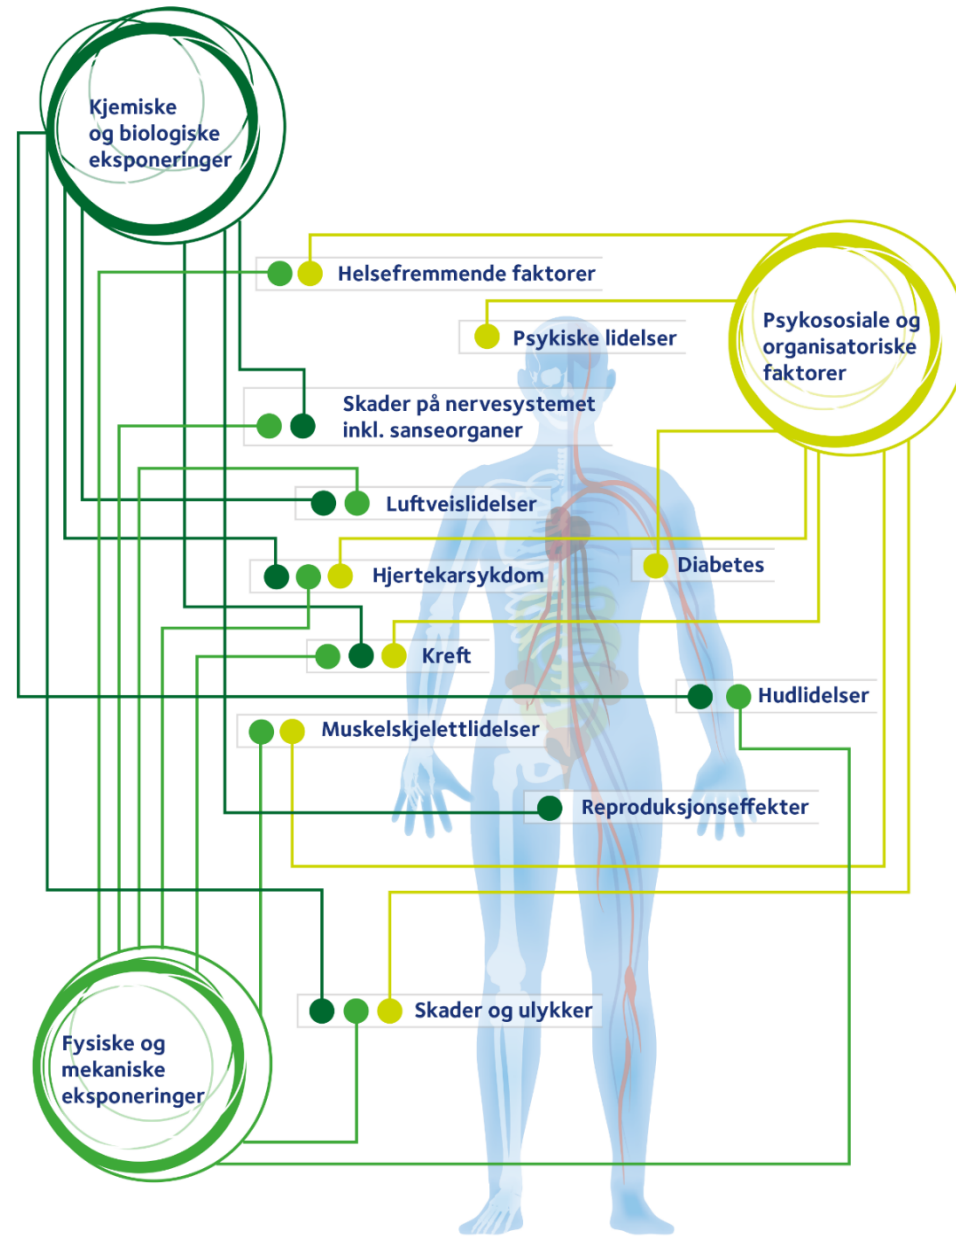 Kjemiske
og biologiske
eksponeringer
Helsefremmende faktorer
Psykiske lidelser
Psykososiale og
organisatoriske
faktorer
Skader på nervesystemet
inkl. sanseorganer
Luftveislidelser
Hjertekarsykdom
Diabetes
Kreft
Hudlidelser
Muskelskjelettlidelser
Reproduksjonseffekter
Skader og ulykker
Fysiske og
mekaniske
eksponeringer